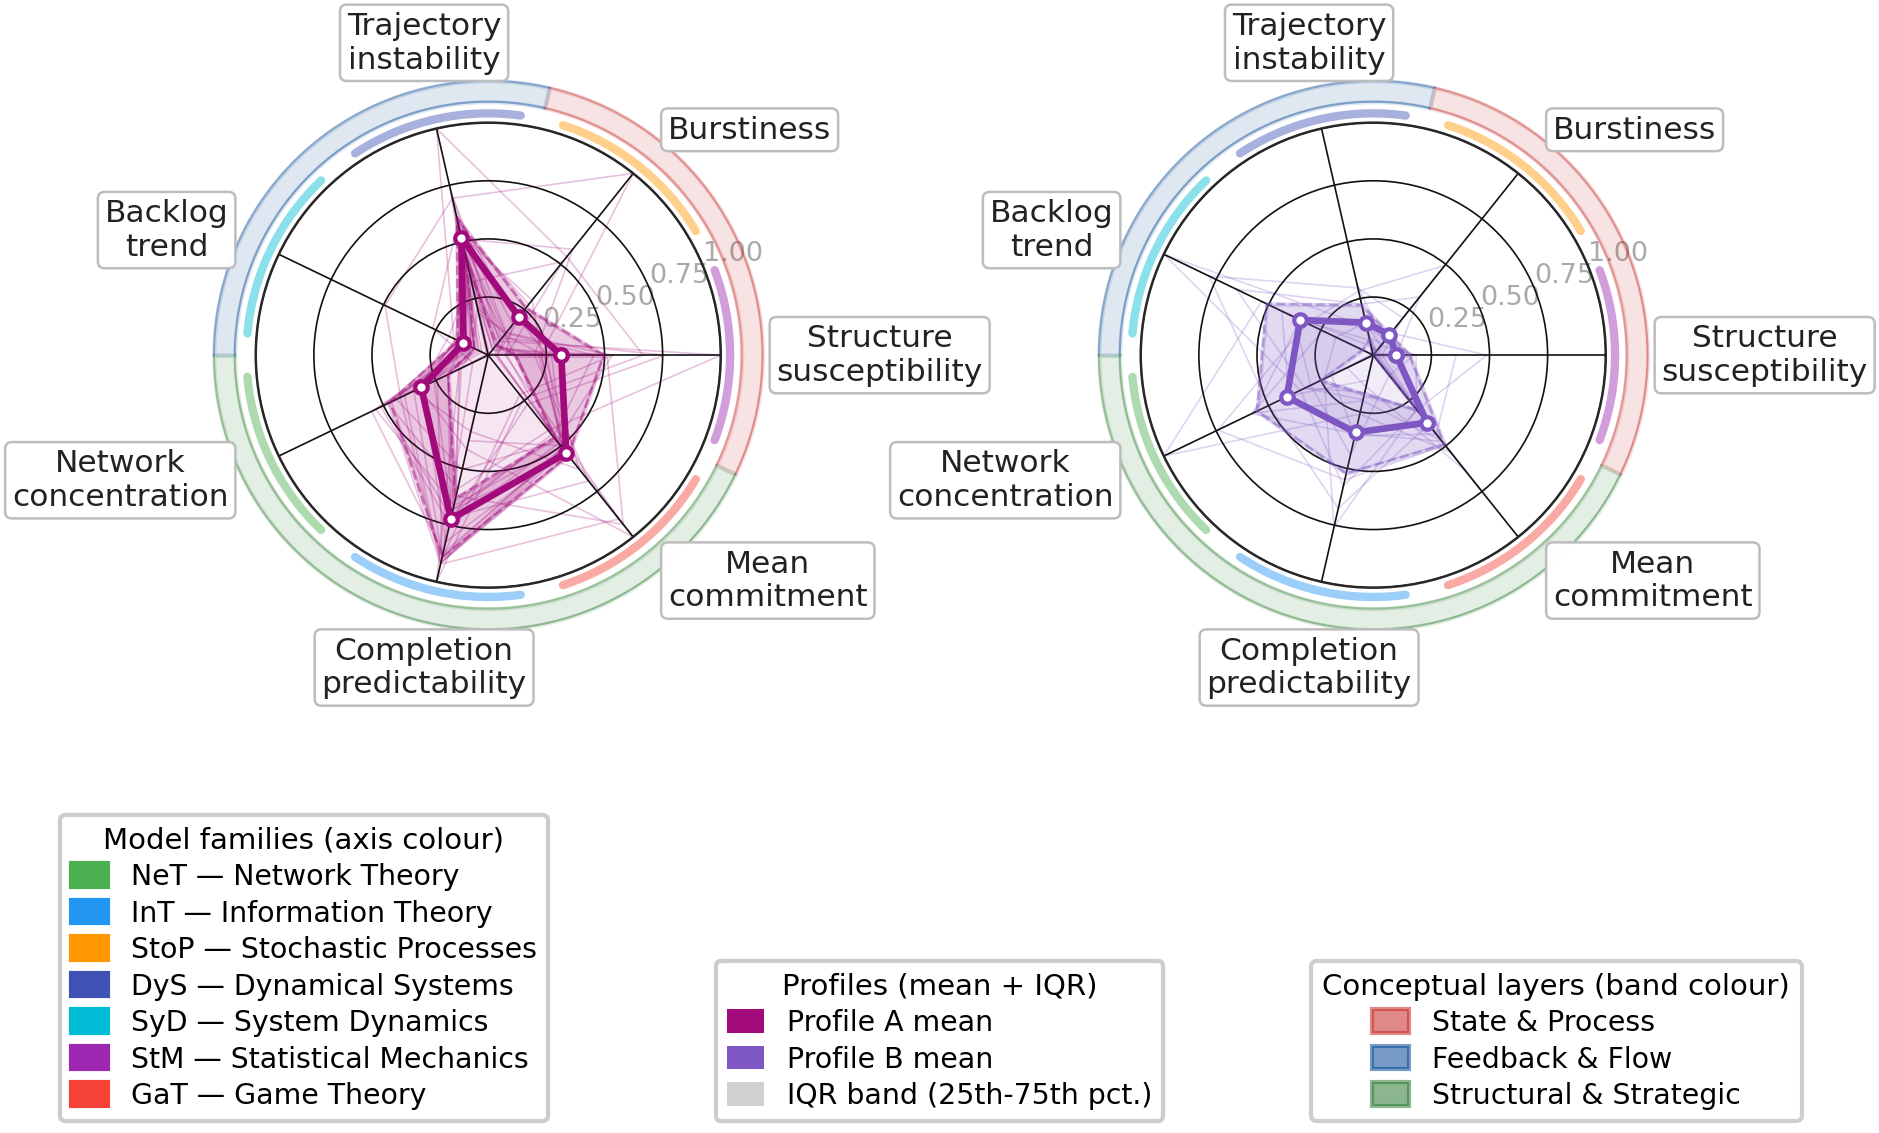 Trajectory
instability
Burstiness
Backlog
trend
1.00
0.75
0.50
0.25
Structure
susceptibility
Network
concentration
Mean
commitment
Completion
predictability
Trajectory
instability
Burstiness
Backlog
trend
1.00
0.75
0.50
0.25
Structure
susceptibility
Network
concentration
Mean
commitment
Completion
predictability
Model families (axis colour)
NeT — Network Theory
InT — Information Theory
StoP — Stochastic Processes
DyS — Dynamical Systems
SyD — System Dynamics
StM — Statistical Mechanics
GaT — Game Theory
Profiles (mean + IQR)
Profile A mean
Profile B mean
IQR band (25th-75th pct.)
Conceptual layers (band colour)
State & Process
Feedback & Flow
Structural & Strategic